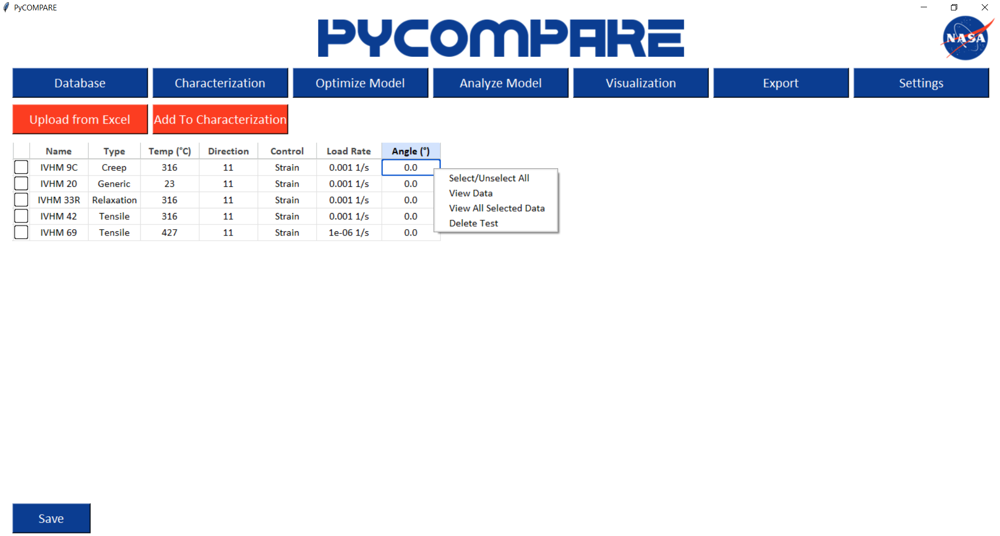 PyCOMPARE
PYCOMPARE
NASA
Database Characterization Optimize Model Analyze Model Visualization Export Settings
Upload from Excel Add To Characterization
Name Type Temp (°C) Direction Control Load Rate Angle (°)
IVHM 9C Creep 316 11 Strain 0.001 1/s 0.0
IVHM 20 Generic 23 11 Strain 0.001 1/s 0.0
IVHM 33R Relaxation 316 11 Strain 0.001 1/s 0.0
IVHM 42 Tensile 316 11 Strain 0.001 1/s 0.0
IVHM 69 Tensile 427 11 Strain 1e-06 1/s 0.0
Select/Unselect All
View Data
View All Selected Data
Delete Test
Save